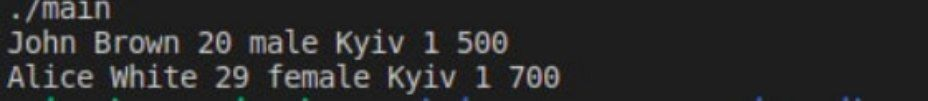 ./main
John Brown 20 male Kyiv 1 500
Alice White 29 female Kyiv 1 700